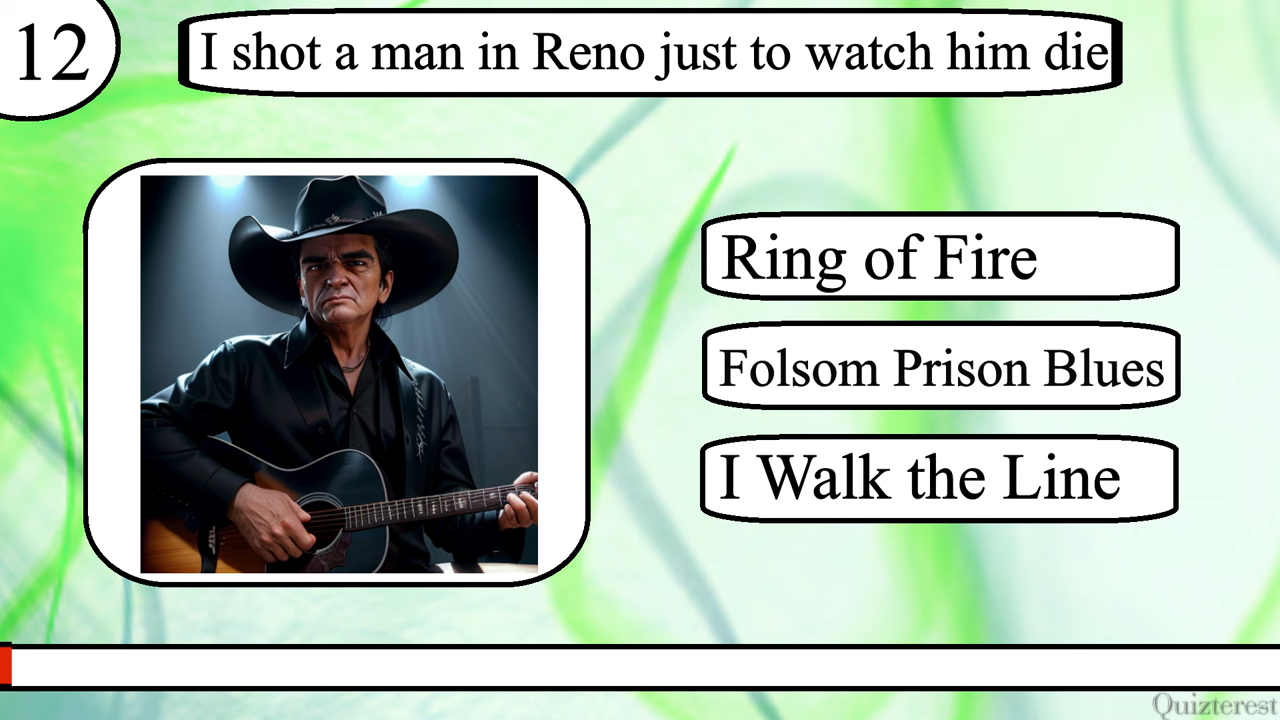 12
I shot a man in Reno just to watch him die
Ring of Fire
Folsom Prison Blues
I Walk the Line
Quizterest